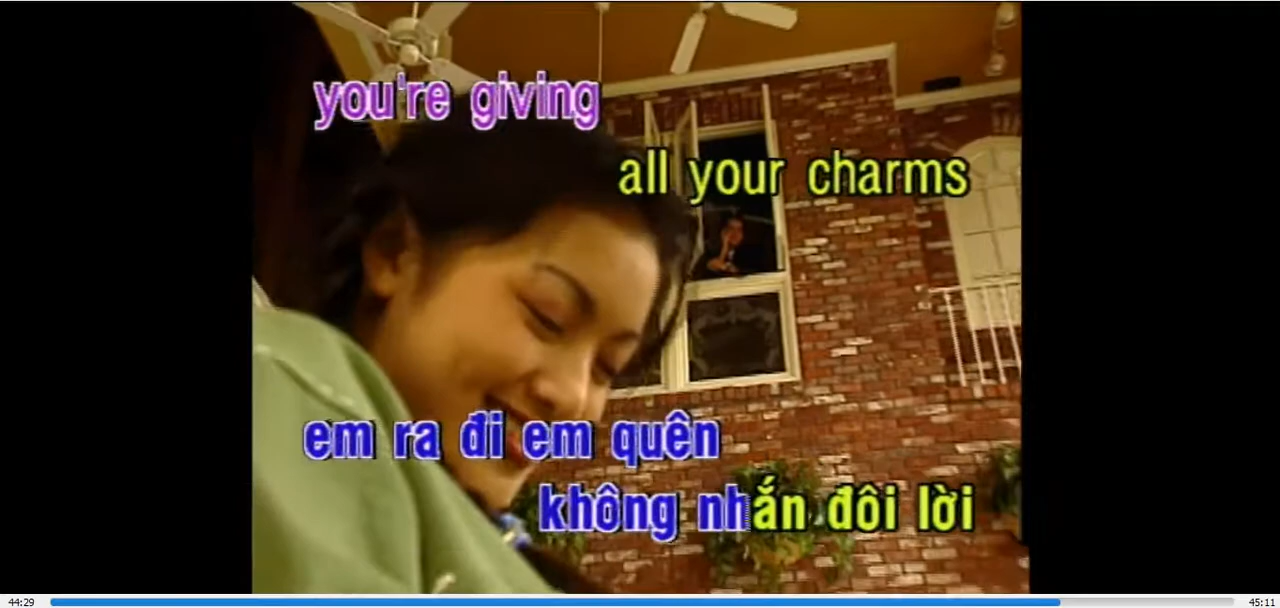 you're giving
all your charms
em ra đi em quên
không nhắn đôi lời
44:29
45:11